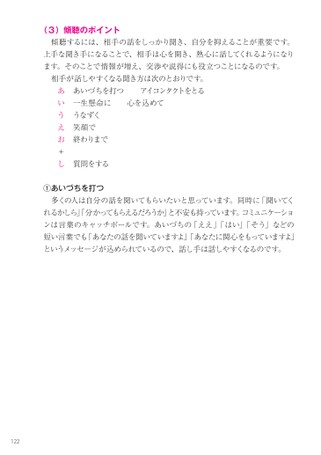 （3）傾聴のポイント
　傾聴するには、相手の話をしっかり聞き、自分を抑えることが重要です。
上手な聞き手になることで、相手は心を開き、熱心に話してくれるようになり
ます。そのことで情報が増え、交渉や説得にも役立つことになるのです。
　相手が話しやすくなる聞き方は次のとおりです。
あ　あいづちを打つ　　アイコンタクトをとる
い　一生懸命に　　心を込めて
う　うなずく
え　笑顔で
お　終わりまで
＋
し　質問をする
①あいづちを打つ
　多くの人は自分の話を聞いてもらいたいと思っています。同時に「聞いてく
れるかしら」「分かってもらえるだろうか」と不安も持っています。コミュニケーショ
ンは言葉のキャッチボールです。あいづちの「ええ」「はい」「そう」などの
短い言葉でも「あなたの話を聞いていますよ」「あなたに関心をもっていますよ」
というメッセージが込められているので、話し手は話しやすくなるのです。
122